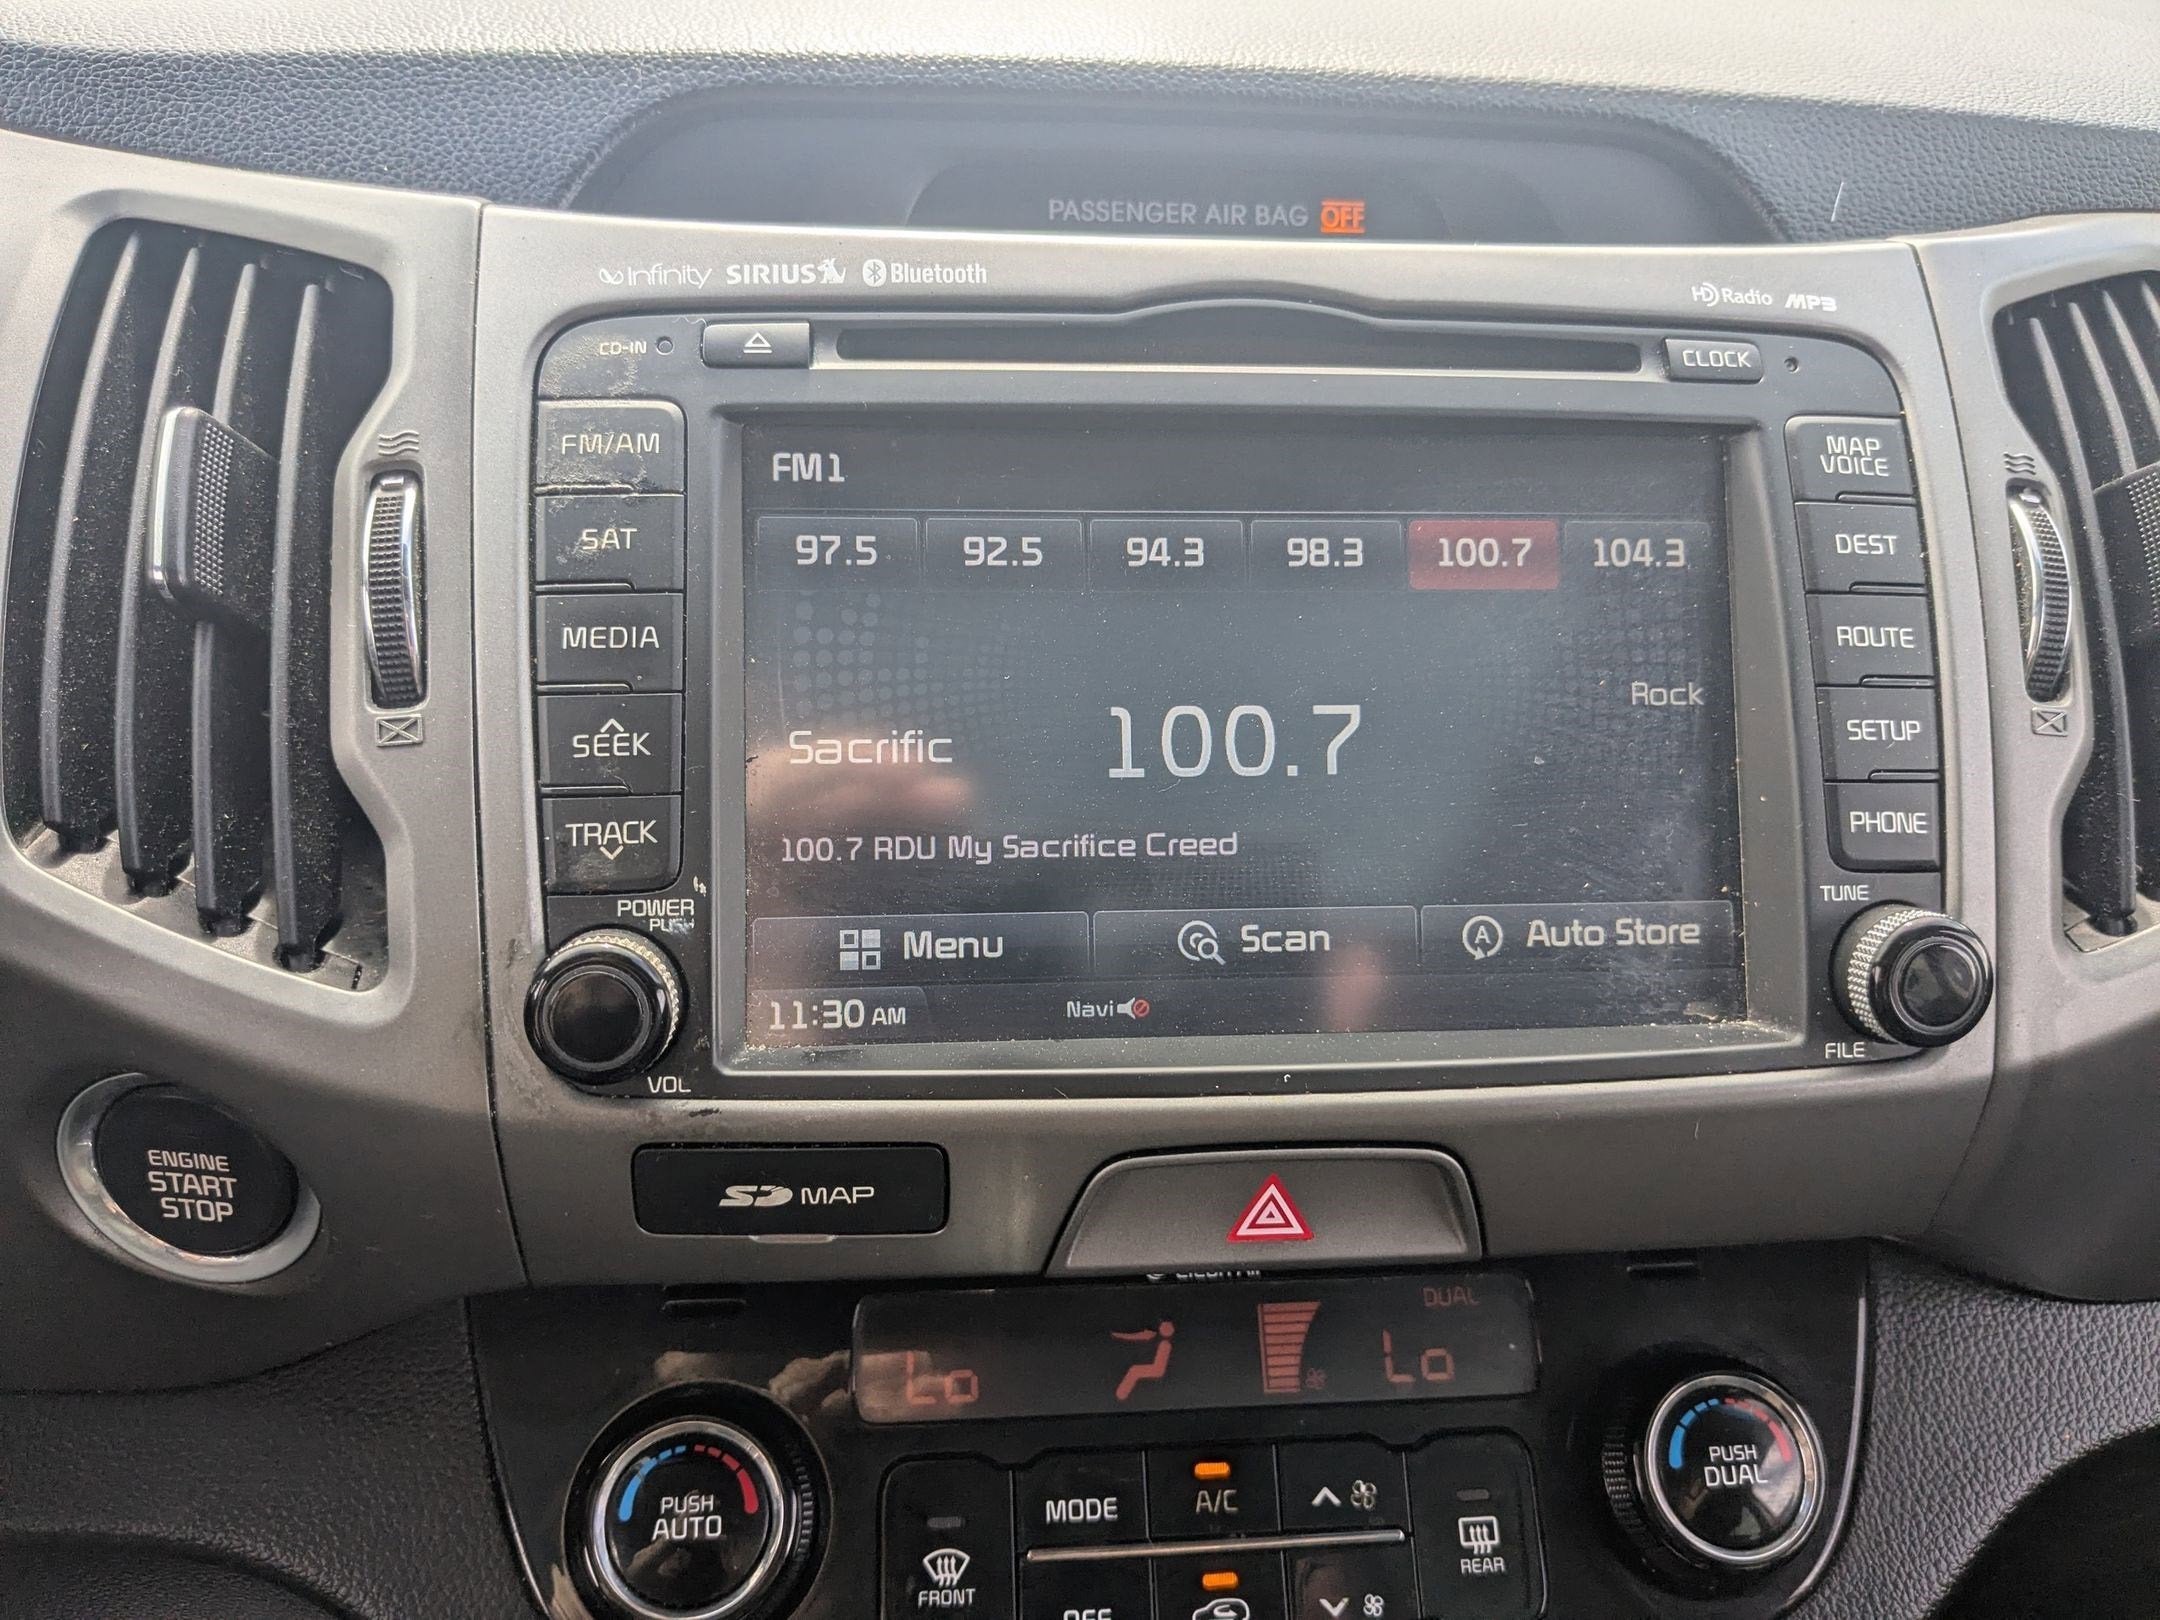 PASSENGER AIR BAG OFF
Infinity SIRIUS Bluetooth
HD Radio MP3
CD-IN
CLOCK
FM/AM
SAT
MEDIA
SEEK
TRACK
POWER
PUSH
VOL
FM1
97.5 92.5 94.3 98.3 100.7 104.3
Rock
Sacrific 100.7
100.7 RDU My Sacrifice Creed
Menu Scan A Auto Store
11:30 AM Navi
MAP
VOICE
DEST
ROUTE
SETUP
PHONE
TUNE
FILE
ENGINE
START
STOP
SD MAP
DUAL
Lo Lo
PUSH
AUTO
PUSH
DUAL
MODE
A/C
FRONT
REAR
OFF